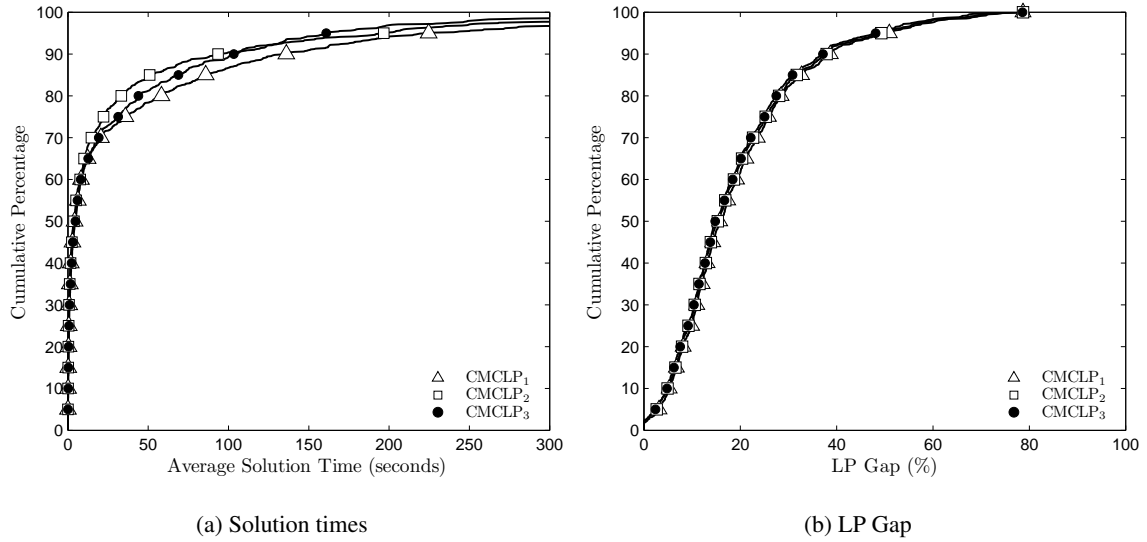 100
90
80
70
60
50
40
30
20
10
0
0 50 100 150 200 250 300
Cumulative Percentage
Average Solution Time (seconds)
CMCLP₁
CMCLP₂
CMCLP₃
(a) Solution times
100
90
80
70
60
50
40
30
20
10
0
0 20 40 60 80 100
Cumulative Percentage
LP Gap (%)
CMCLP₁
CMCLP₂
CMCLP₃
(b) LP Gap